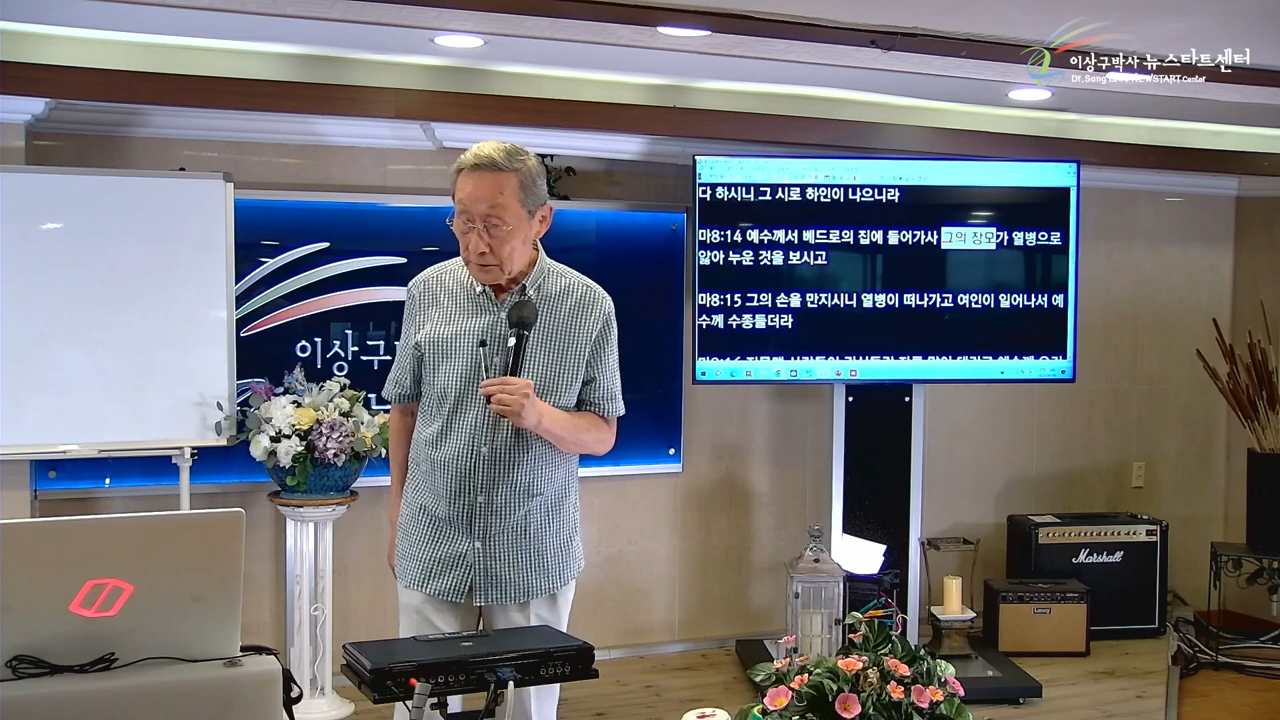 이상구박사 뉴스타트센터
Dr. Sang Lee's NEWSTART Center
다 하시니 그 시로 하인이 나으니라
마8:14 예수께서 베드로의 집에 들어가사 그의 장모가 열병으로
앓아 누운 것을 보시고
마8:15 그의 손을 만지시니 열병이 떠나가고 여인이 일어나서 예
수께 수종들더라
이상구
Marshall
Laney